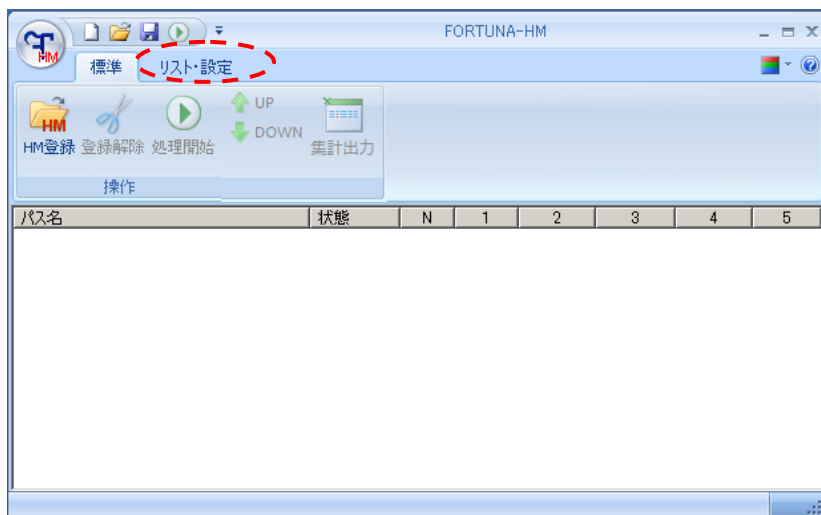 FORTUNA-HM
HM
標準 リスト・設定
HM
UP
DOWN
HM登録 登録解除 処理開始 集計出力
操作
パス名 状態 N 1 2 3 4 5